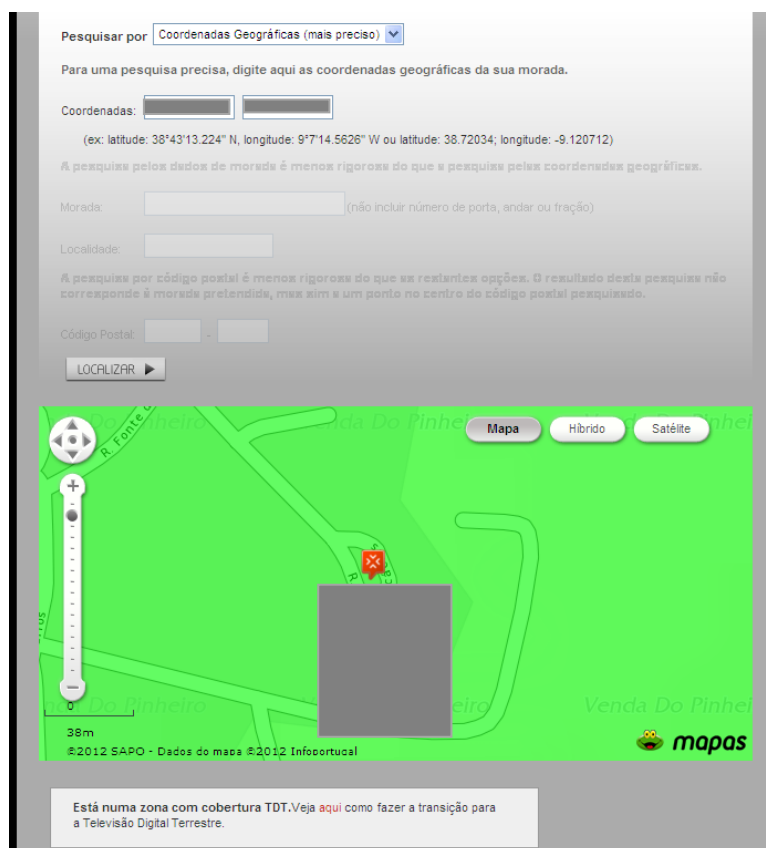 Pesquisar por Coordenadas Geográficas (mais preciso)
Para uma pesquisa precisa, digite aqui as coordenadas geográficas da sua morada.
Coordenadas:
(ex: latitude: 38°43'13.224" N, longitude: 9°7'14.5626" W ou latitude: 38.72034; longitude: -9.120712)
A pesquisa pelos dados de morada é menos rigorosa do que a pesquisa pelas coordenadas geográficas.
Morada: (não incluir número de porta, andar ou fração)
Localidade:
A pesquisa por código postal é menos rigorosa do que as restantes opções. O resultado desta pesquisa não
corresponde à morada pretendida, mas sim a um ponto no centro do código postal pesquisado.
Código Postal: -
LOCALIZAR
Do Pinheiro
Venda Do Pinhei
R. Fonte
Mapa Híbrido Satélite
R.
Do Pinheiro
Venda Do Pinhei
0
38m
©2012 SAPO - Dados do mapa ©2012 Infoportugal
mapas
Está numa zona com cobertura TDT.Veja aqui como fazer a transição para
a Televisão Digital Terrestre.